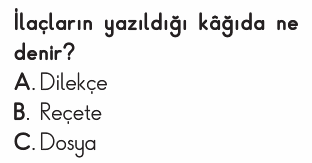 İlaçların yazıldığı kâğıda ne
denir?
A. Dilekçe
B. Reçete
C. Dosya